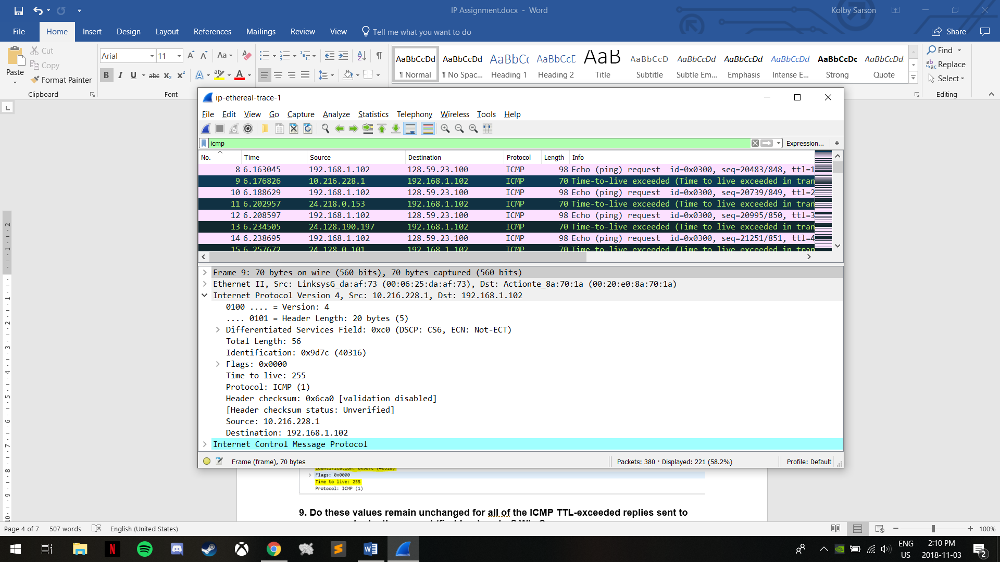 IP Assignment.docx - Word
Kolby Sarson
File Home Insert Design Layout References Mailings Review View Tell me what you want to do
Share
Paste
Cut
Copy
Format Painter
Clipboard
Arial 11
Font
AaBbCcDd AaBbCcDd AaBbC AaBbCcC AaB AaBbCcD AaBbCcDd AaBbCcDd AaBbCcDd AaBbCcDc AaBbCcDd
¶ Normal ¶ No Spac... Heading 1 Heading 2 Title Subtitle Subtle Em... Emphasis Intense E... Strong Quote
Find
Replace
Select
Editing
ip-ethereal-trace-1
File Edit View Go Capture Analyze Statistics Telephony Wireless Tools Help
icmp
Expression... +
No. Time Source Destination Protocol Length Info
8 6.163045 192.168.1.102 128.59.23.100 ICMP 98 Echo (ping) request id=0x0300, seq=20483/848, ttl=1
9 6.176826 10.216.228.1 192.168.1.102 ICMP 70 Time-to-live exceeded (Time to live exceeded in tran
10 6.188629 192.168.1.102 128.59.23.100 ICMP 98 Echo (ping) request id=0x0300, seq=20739/849, ttl=2
11 6.202957 24.218.0.153 192.168.1.102 ICMP 70 Time-to-live exceeded (Time to live exceeded in tran
12 6.208597 192.168.1.102 128.59.23.100 ICMP 98 Echo (ping) request id=0x0300, seq=20995/850, ttl=3
13 6.234505 24.128.190.197 192.168.1.102 ICMP 70 Time-to-live exceeded (Time to live exceeded in tran
14 6.238695 192.168.1.102 128.59.23.100 ICMP 98 Echo (ping) request id=0x0300, seq=21251/851, ttl=4
15 6.257672 24.128.0.101 192.168.1.102 ICMP 70 Time-to-live exceeded (Time to live exceeded in tran
Frame 9: 70 bytes on wire (560 bits), 70 bytes captured (560 bits)
Ethernet II, Src: LinksysG_da:af:73 (00:06:25:da:af:73), Dst: Actionte_8a:70:1a (00:20:e0:8a:70:1a)
Internet Protocol Version 4, Src: 10.216.228.1, Dst: 192.168.1.102
0100 .... = Version: 4
.... 0101 = Header Length: 20 bytes (5)
Differentiated Services Field: 0xc0 (DSCP: CS6, ECN: Not-ECT)
Total Length: 56
Identification: 0x9d7c (40316)
Flags: 0x0000
Time to live: 255
Protocol: ICMP (1)
Header checksum: 0x6ca0 [validation disabled]
[Header checksum status: Unverified]
Source: 10.216.228.1
Destination: 192.168.1.102
Internet Control Message Protocol
Frame (frame), 70 bytes
Packets: 380 · Displayed: 221 (58.2%)
Profile: Default
Identification: 0x9d7c (40316)
Flags: 0x0000
Time to live: 255
Protocol: ICMP (1)
9. Do these values remain unchanged for all of the ICMP TTL-exceeded replies sent to
Page 4 of 7 507 words English (United States)
100%
ENG
US
2:10 PM
2018-11-03
2